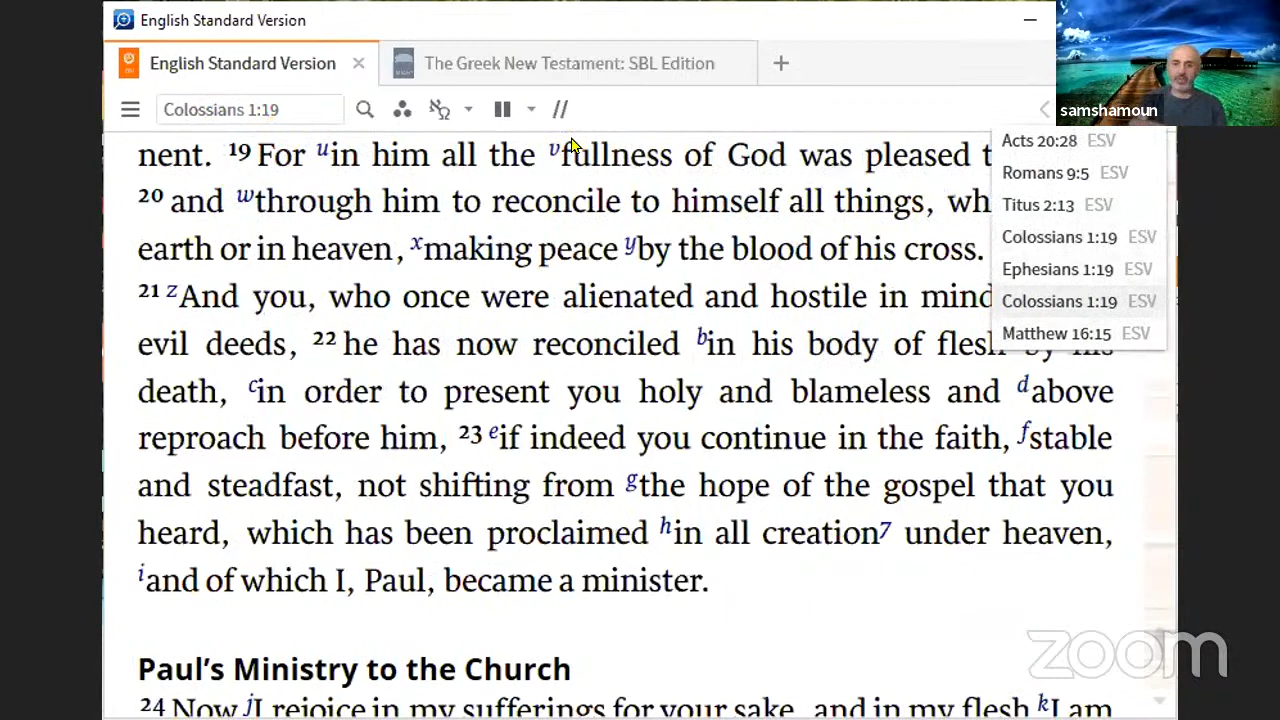 English Standard Version
samshamoun
English Standard Version
The Greek New Testament: SBL Edition
Colossians 1:19
Acts 20:28 ESV
Romans 9:5 ESV
Titus 2:13 ESV
Colossians 1:19 ESV
Ephesians 1:19 ESV
Colossians 1:19 ESV
Matthew 16:15 ESV
nent. 19 For u in him all the v fullness of God was pleased
20 and w through him to reconcile to himself all things,
earth or in heaven, x making peace y by the blood of his cross.
21 z And you, who once were alienated and hostile in mind
evil deeds, 22 he has now reconciled b in his body of flesh by his
death, c in order to present you holy and blameless and d above
reproach before him, 23 e if indeed you continue in the faith, f stable
and steadfast, not shifting from g the hope of the gospel that you
heard, which has been proclaimed h in all creation7 under heaven,
i and of which I, Paul, became a minister.
Paul's Ministry to the Church
24 Now j I rejoice in my sufferings for your sake, and in my flesh k I am
zoom